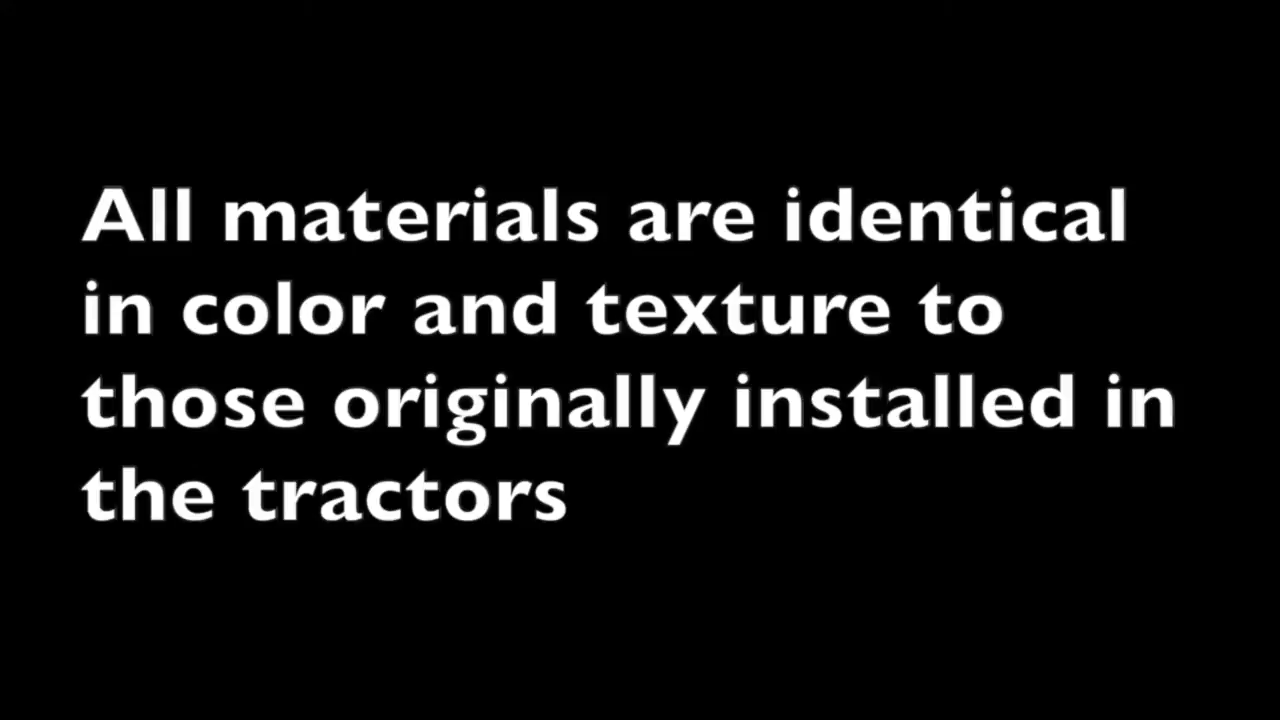 All materials are identical
in color and texture to
those originally installed in
the tractors